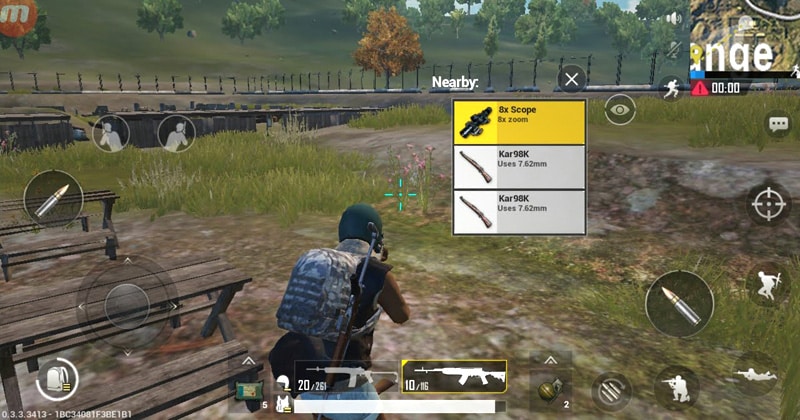 nge
Nearby:
00:00
8x Scope
8x zoom
Kar98K
Uses 7.62mm
Kar98K
Uses 7.62mm
5
20/261
10/116
2
0.3.3.3413 - 1BC34081F3BE1B1